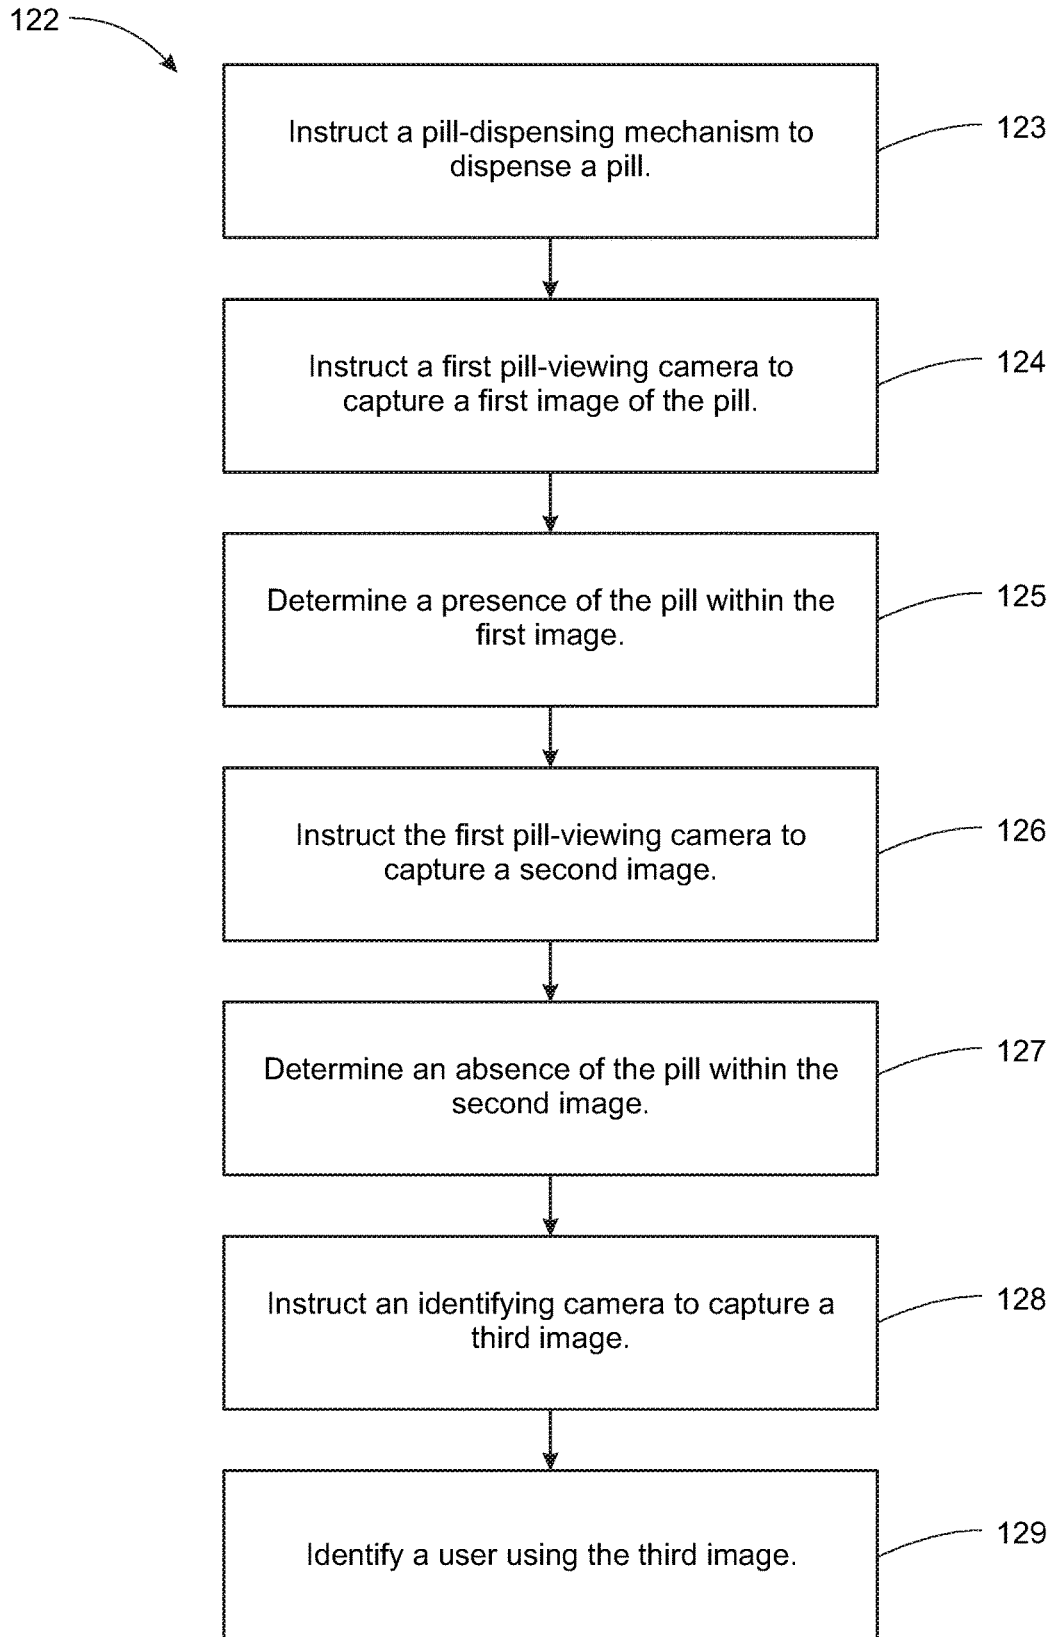 122
Instruct a pill-dispensing mechanism to
dispense a pill.
123
Instruct a first pill-viewing camera to
capture a first image of the pill.
124
Determine a presence of the pill within the
first image.
125
Instruct the first pill-viewing camera to
capture a second image.
126
Determine an absence of the pill within the
second image.
127
Instruct an identifying camera to capture a
third image.
128
Identify a user using the third image.
129